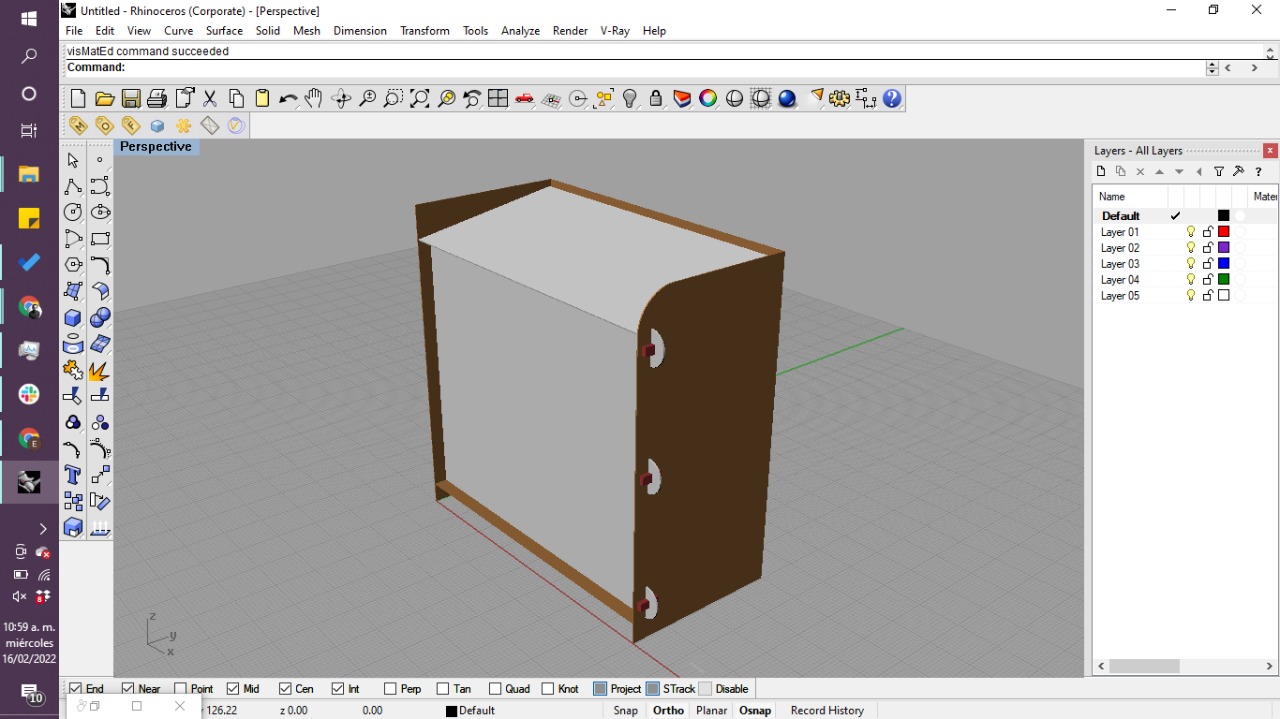 Untitled - Rhinoceros (Corporate) - [Perspective]
File Edit View Curve Surface Solid Mesh Dimension Transform Tools Analyze Render V-Ray Help
visMatEd command succeeded
Command:
Perspective
Layers - All Layers
Name Mater
Default
Layer 01
Layer 02
Layer 03
Layer 04
Layer 05
z
y
x
10:59 a. m.
miércoles
16/02/2022
10
End Near Point Mid Cen Int Perp Tan Quad Knot Project STrack Disable
126.22 z 0.00 0.00 Default Snap Ortho Planar Osnap Record History